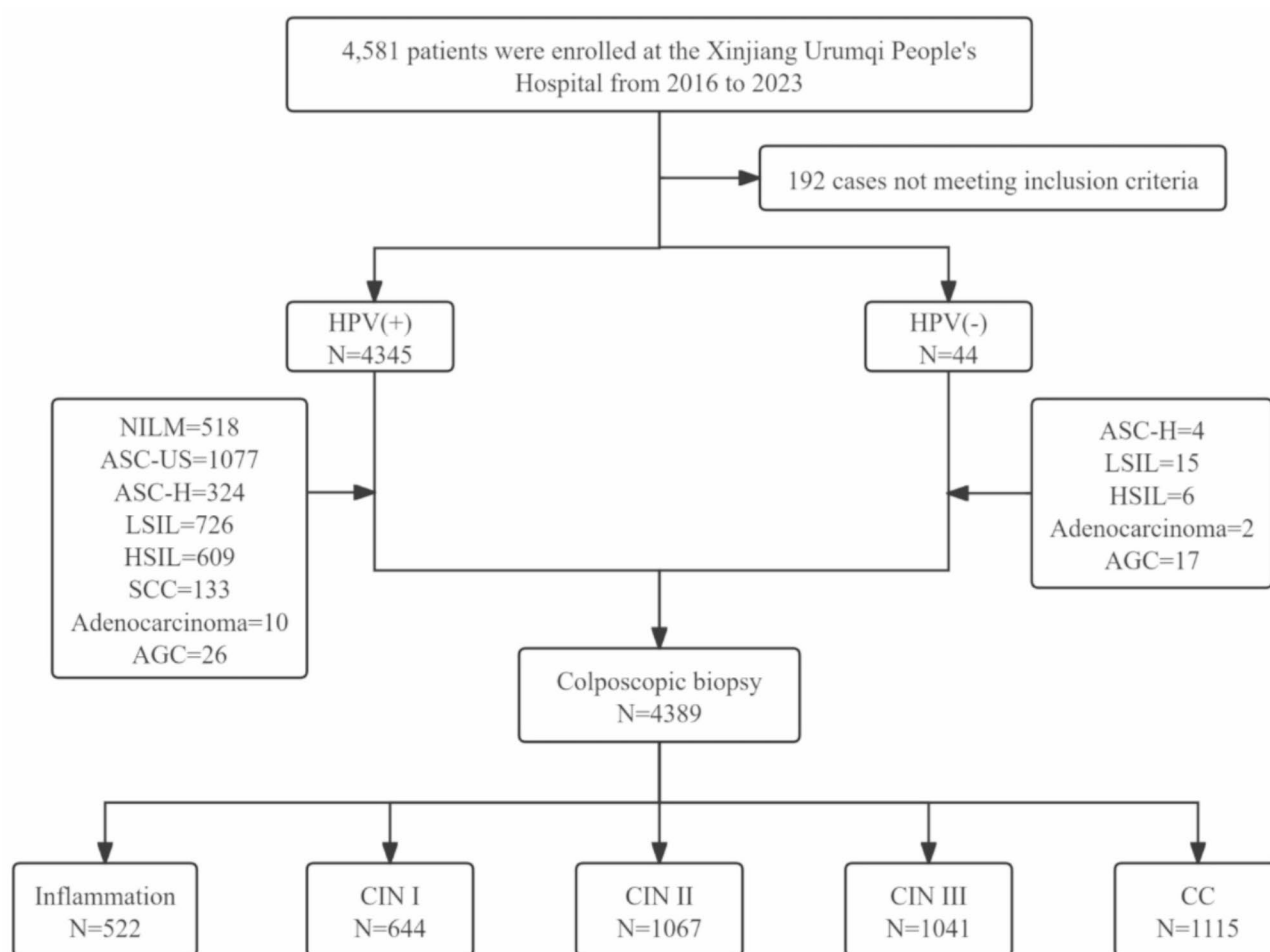 4,581 patients were enrolled at the Xinjiang Urumqi People's
Hospital from 2016 to 2023
192 cases not meeting inclusion criteria
HPV(+)
N=4345
HPV(-)
N=44
NILM=518
ASC-US=1077
ASC-H=324
LSIL=726
HSIL=609
SCC=133
Adenocarcinoma=10
AGC=26
ASC-H=4
LSIL=15
HSIL=6
Adenocarcinoma=2
AGC=17
Colposcopic biopsy
N=4389
Inflammation
N=522
CIN I
N=644
CIN II
N=1067
CIN III
N=1041
CC
N=1115